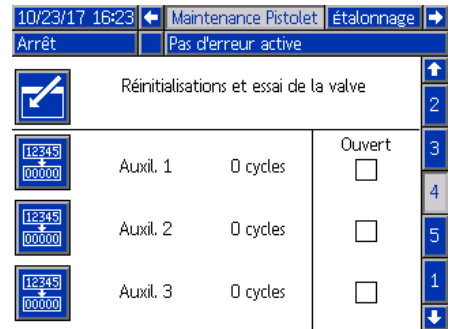 10/23/17 16:23 Maintenance Pistolet Étalonnage
Arrêt Pas d'erreur active
Réinitialisations et essai de la valve
2
12345 Ouvert 3
00000 Auxil. 1 0 cycles
4
12345
00000 Auxil. 2 0 cycles 5
12345 1
00000 Auxil. 3 0 cycles